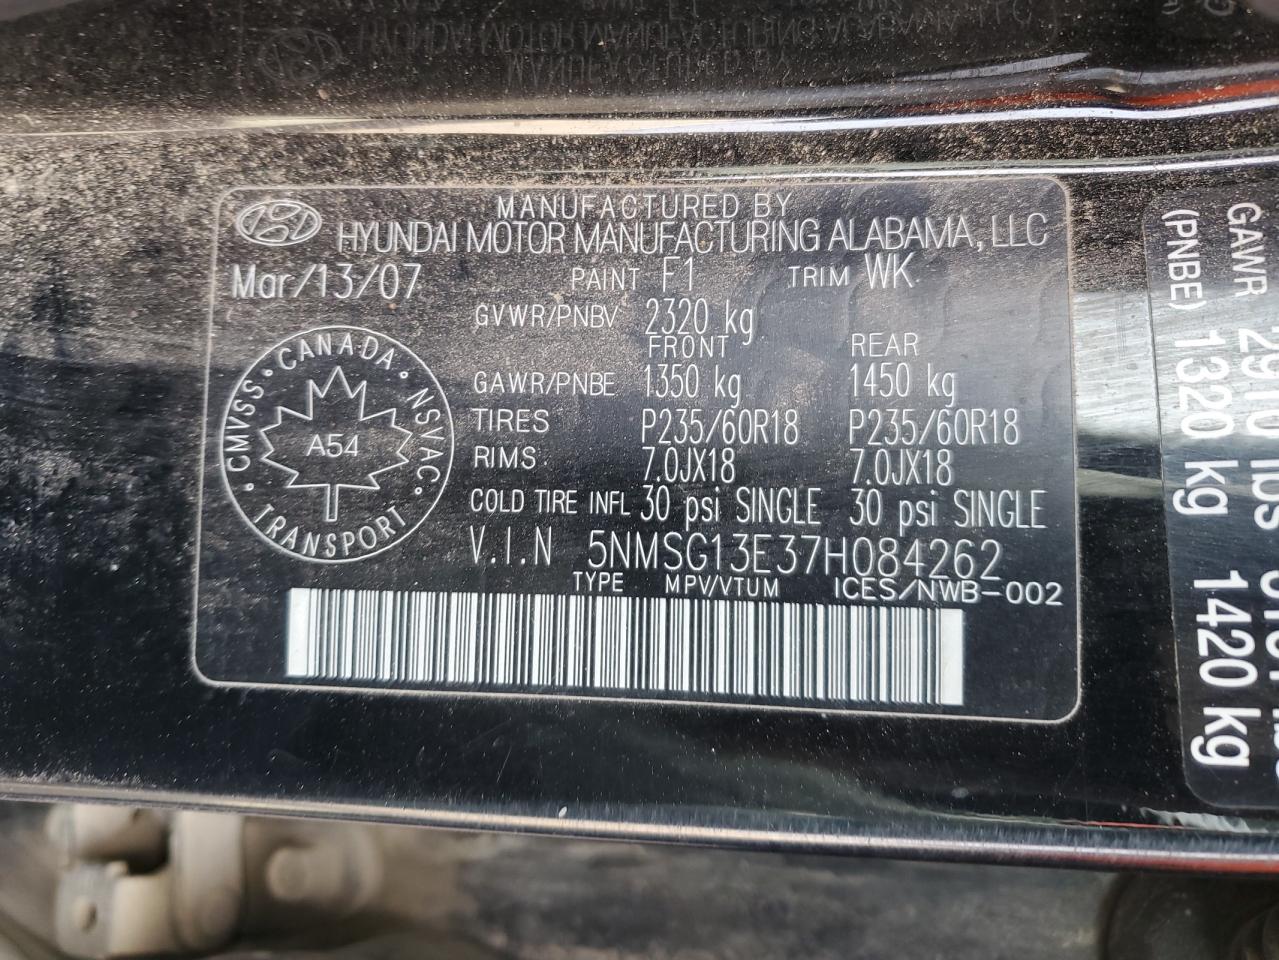 MANUFACTURED BY
HYUNDAI MOTOR MANUFACTURING ALABAMA, LLC
Mar/13/07 PAINT F1 TRIM WK
GVWR/PNBV 2320 kg
FRONT REAR
GAWR/PNBE 1350 kg 1450 kg
TIRES P235/60R18 P235/60R18
RIMS 7.0JX18 7.0JX18
COLD TIRE INFL 30 psi SINGLE 30 psi SINGLE
V.I.N 5NMSG13E37H084262
TYPE MPV/VTUM ICES/NWB-002
CMVSS · CANADA · NSVAC · TRANSPORT ·
A54
GAWR 2910 lbs
(PNBE) 1320 kg 1420 kg